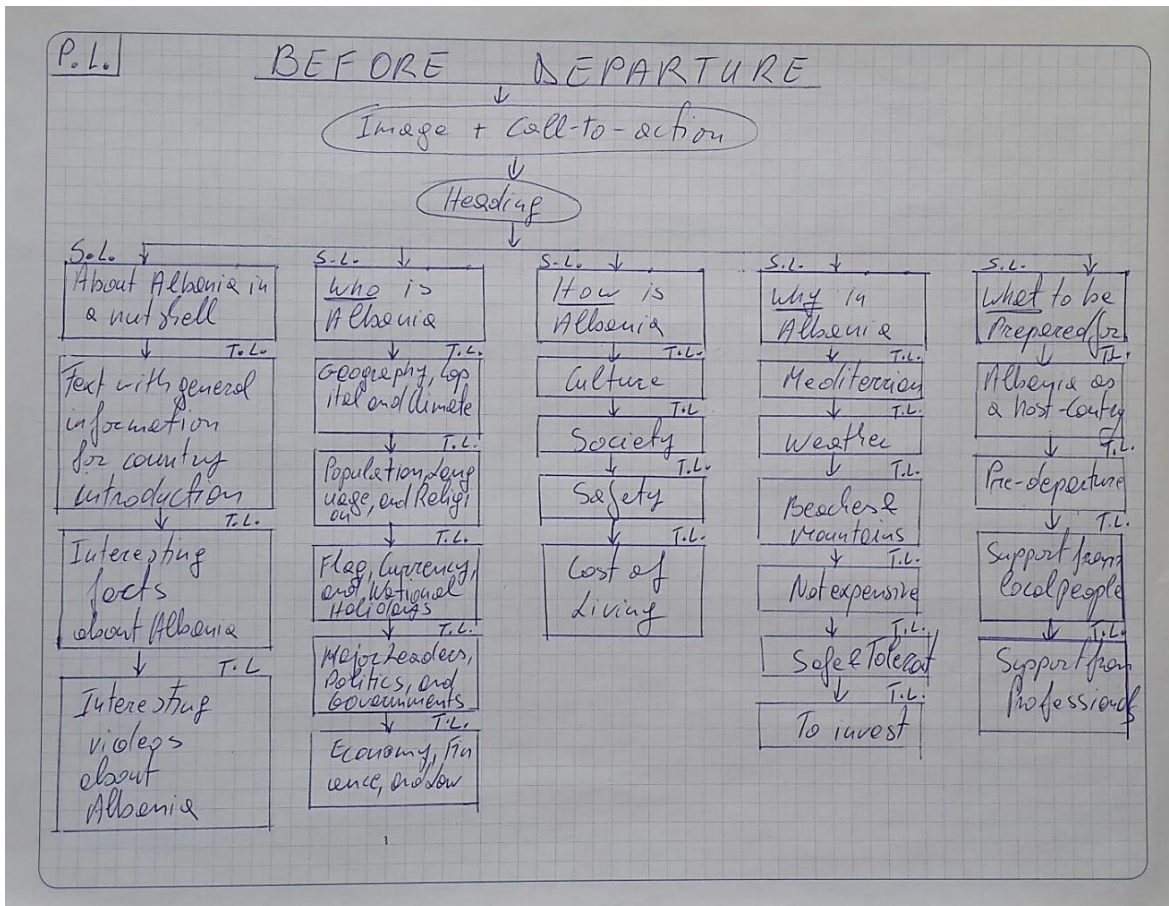 P.L.
BEFORE DEPARTURE
Image + Call-to-action
Heading
S.L.
About Albania in
a nutshell
T.L.
Text with general
information
for country
introduction
T.L.
Interesting
facts
about Albania
T.L
Interesting
videos
about
Albania
S.L.
Who is
Albania
T.L.
Geography, Cap
ital and Climate
T.L.
Population, Lang
uage, and Religi
on
T.L.
Flag, Currency,
and, National
Holidays
T.L.
Major Leaders,
Politics, and
Governments
T.L.
Economy, Fin
ance, and Law
S.L.
How is
Albania
T.L.
Culture
T.L
Society
T.L.
Safety
T.L.
Cost of
Living
S.L.
Why in
Albania
T.L.
Mediterrian
T.L.
Weather
T.L.
Beaches &
Mountains
T.L.
Not expensive
T.L.
Safe & Tolerat
T.L.
To invest
S.L.
What to be
Prepared for
T.L.
Albania as
a host-contry
T.L.
Pre-departure
T.L.
Support from
local people
T.L.
Support from
Professionals